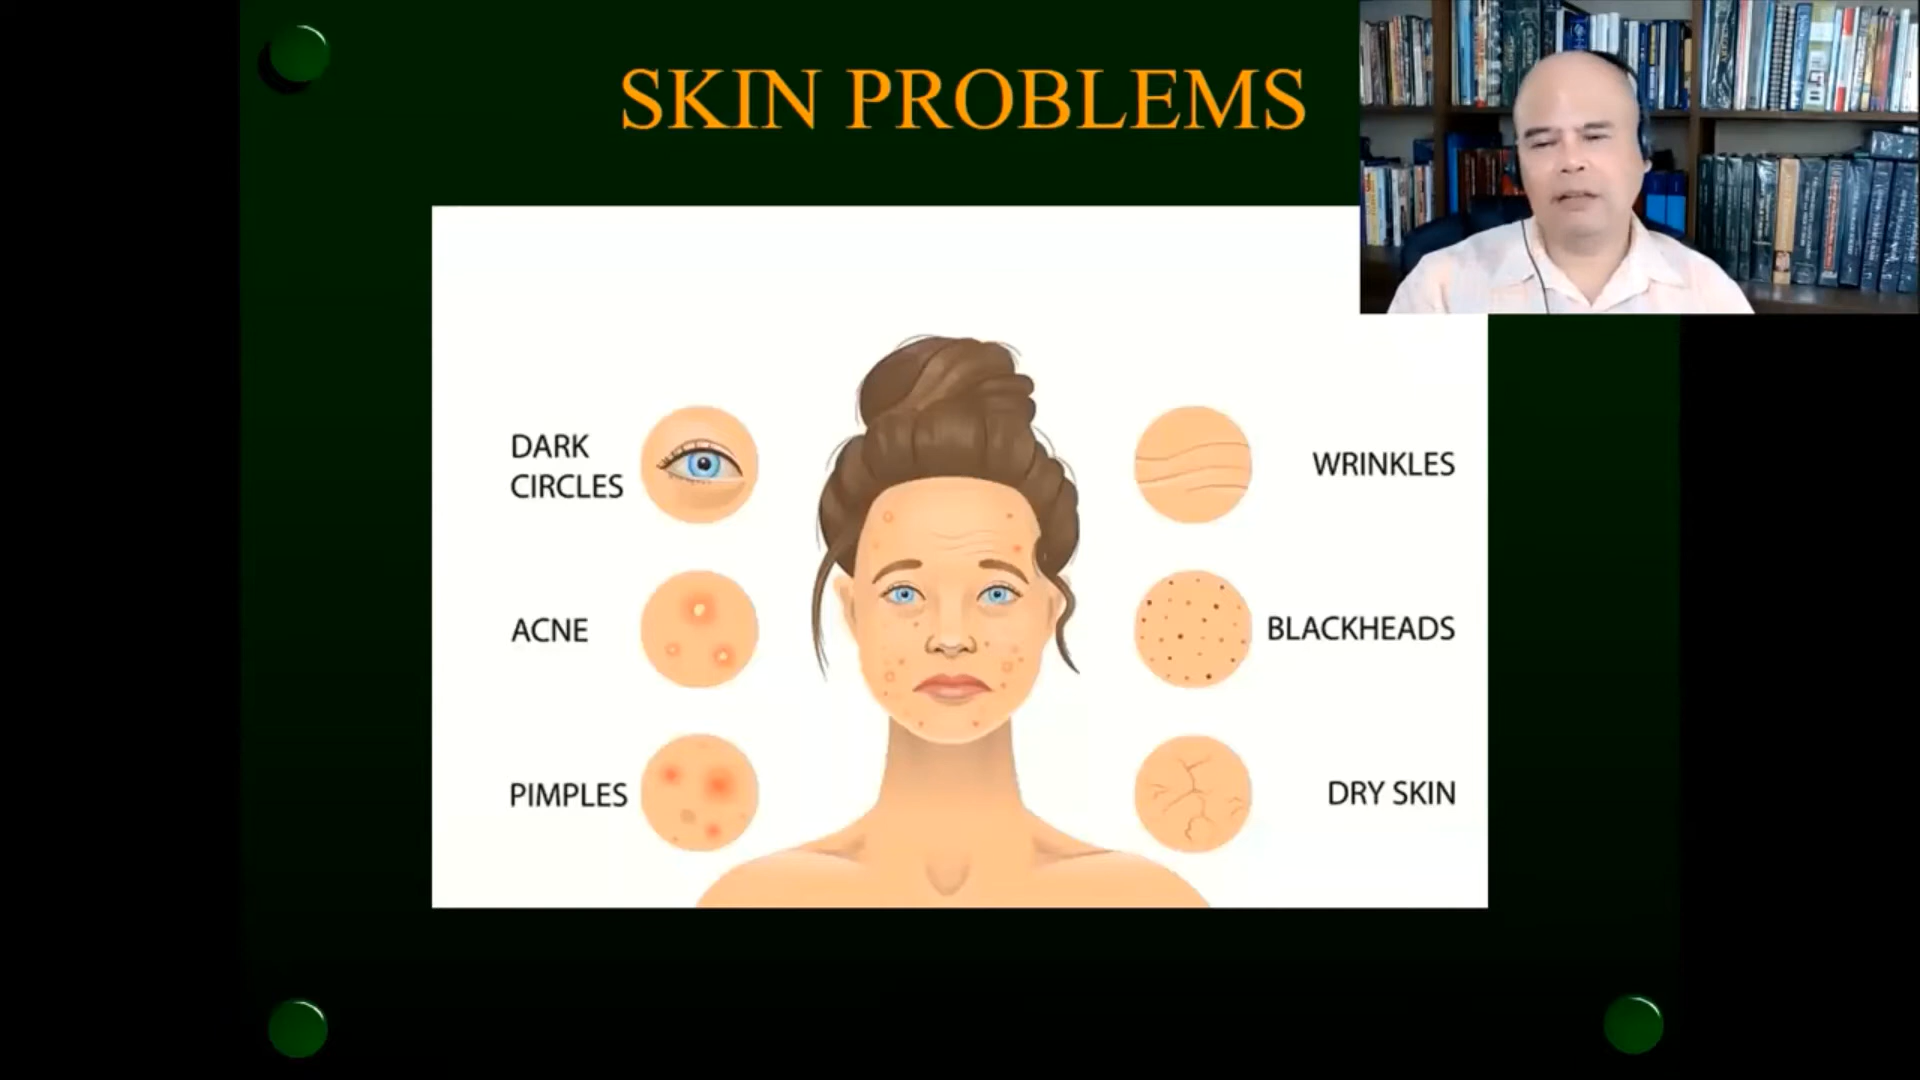 SKIN PROBLEMS
DARK
CIRCLES
WRINKLES
ACNE
BLACKHEADS
PIMPLES
DRY SKIN